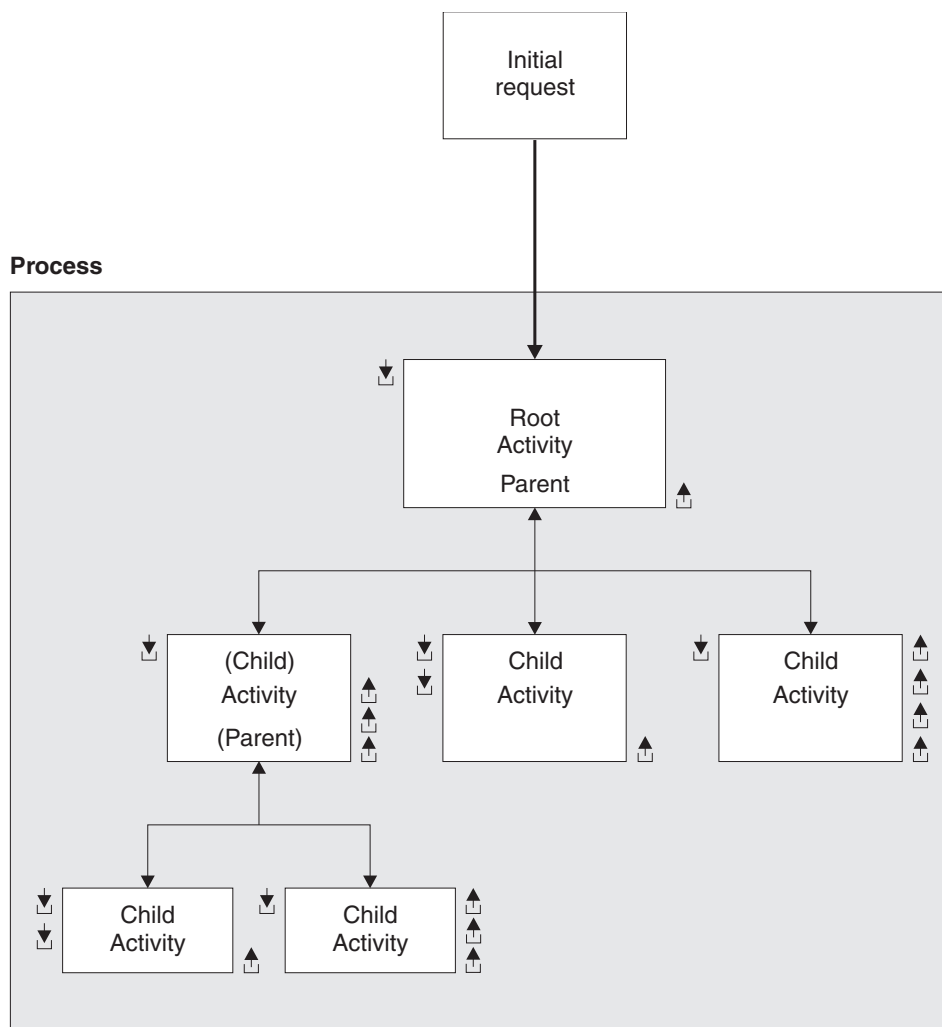 Initial
request
Process
Root
Activity
Parent
(Child)
Activity
(Parent)
Child
Activity
Child
Activity
Child
Activity
Child
Activity